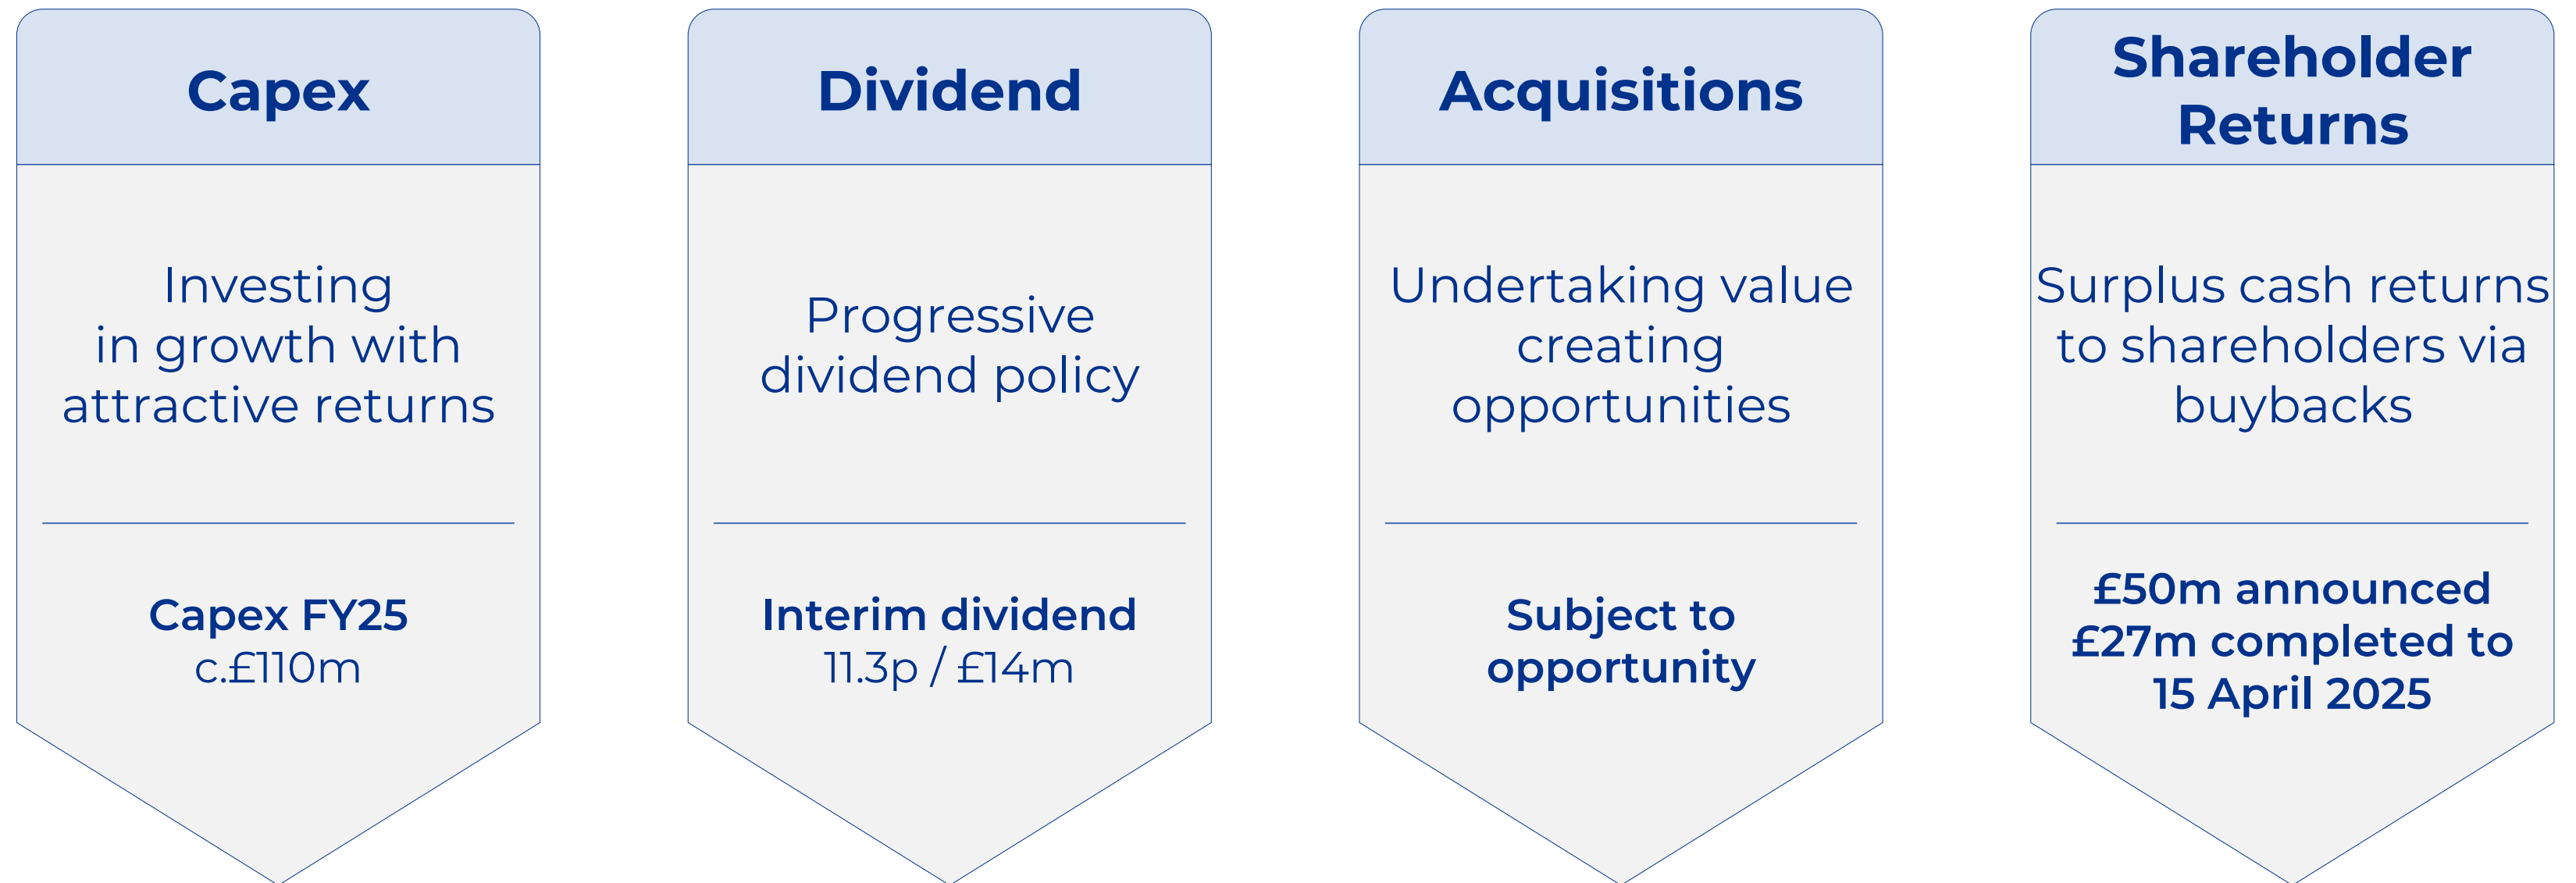 Capex
Investing
in growth with
attractive returns
Capex FY25
c.£110m
Dividend
Progressive
dividend policy
Interim dividend
11.3p / £14m
Acquisitions
Undertaking value
creating
opportunities
Subject to
opportunity
Shareholder
Returns
Surplus cash returns
to shareholders via
buybacks
£50m announced
£27m completed to
15 April 2025